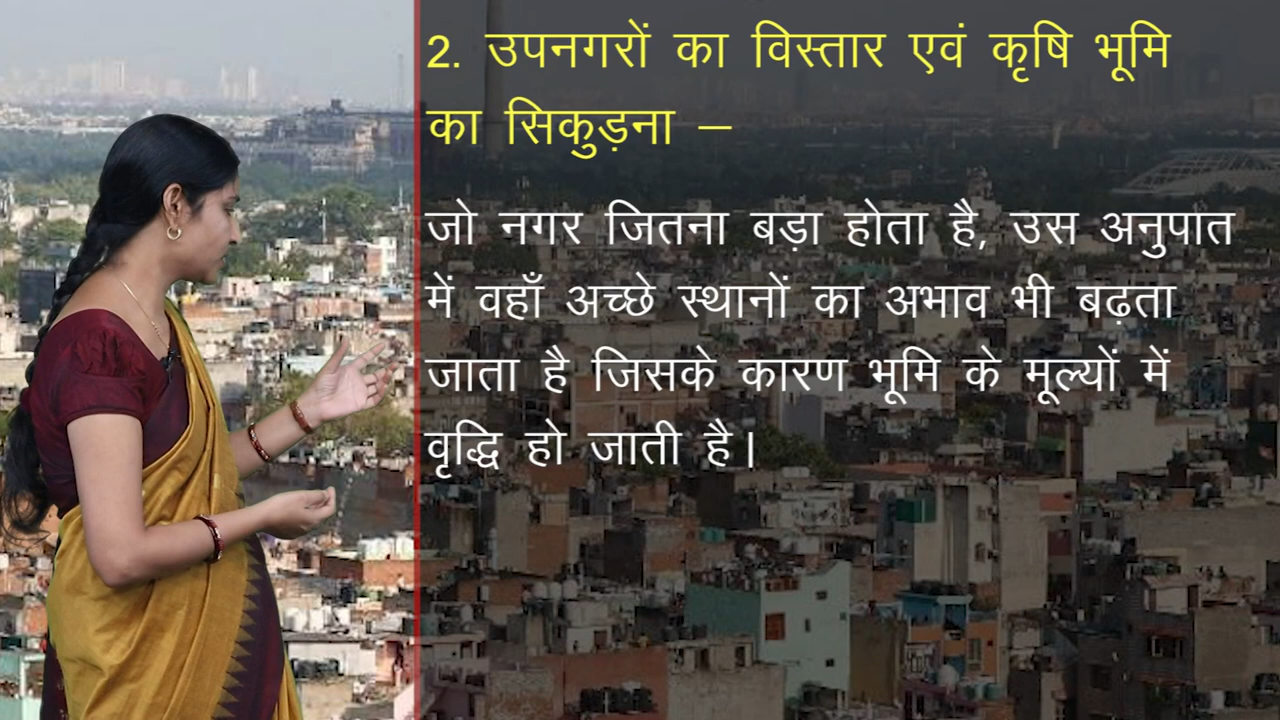 2. उपनगरों का विस्तार एवं कृषि भूमि
का सिकुड़ना –
जो नगर जितना बड़ा होता है, उस अनुपात
में वहाँ अच्छे स्थानों का अभाव भी बढ़ता
जाता है जिसके कारण भूमि के मूल्यों में
वृद्धि हो जाती है।